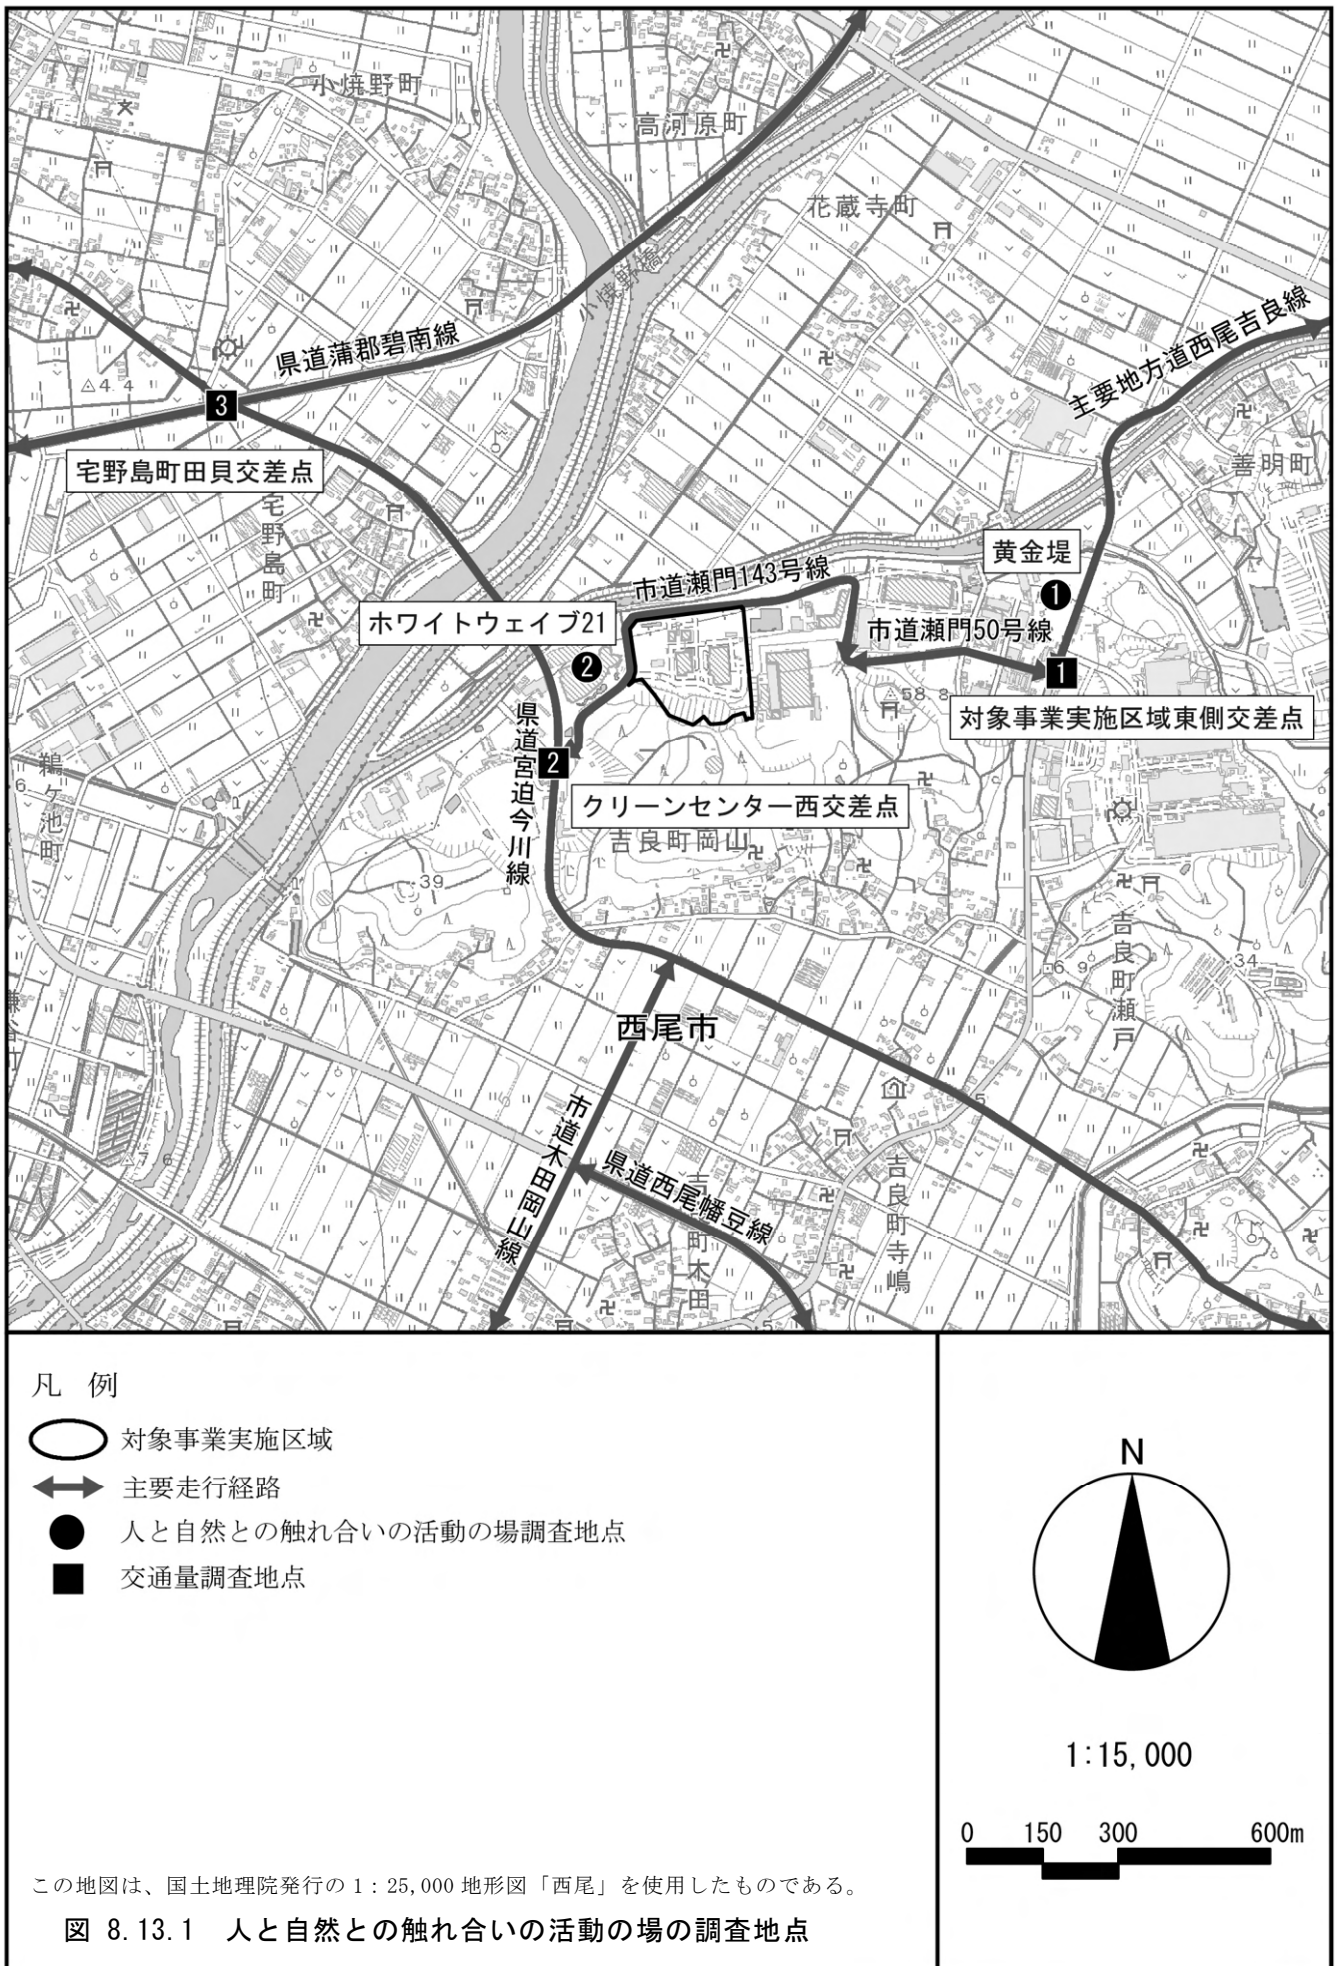 小焼野町
高河原町
花蔵寺町
小焼野橋
県道蒲郡碧南線
主要地方道西尾吉良線
4.4
3
宅野島町田貝交差点
宅野島町
善明町
黄金堤
1
市道瀬門143号線
ホワイトウェイブ21
2
市道瀬門50号線
1
58.8
対象事業実施区域東側交差点
県道宮迫今川線
2
クリーンセンター西交差点
吉良町岡山
鵜ケ池町
39
6.9
34
吉良町瀬戸
西尾市
市道木田岡山線
県道西尾幡豆線
吉良町木田
吉良町寺嶋
凡 例
対象事業実施区域
主要走行経路
人と自然との触れ合いの活動の場調査地点
交通量調査地点
N
1:15,000
0 150 300 600m
この地図は、国土地理院発行の 1:25,000 地形図「西尾」を使用したものである。
図 8.13.1 人と自然との触れ合いの活動の場の調査地点